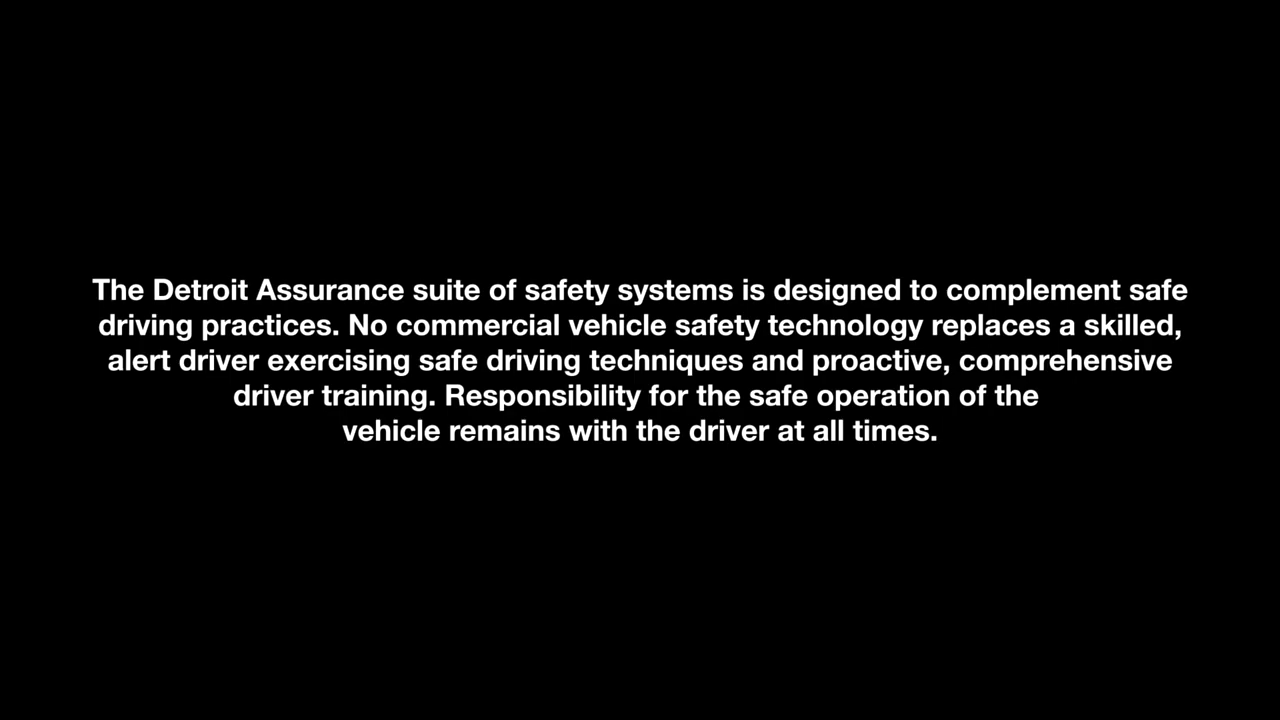 The Detroit Assurance suite of safety systems is designed to complement safe
driving practices. No commercial vehicle safety technology replaces a skilled,
alert driver exercising safe driving techniques and proactive, comprehensive
driver training. Responsibility for the safe operation of the
vehicle remains with the driver at all times.